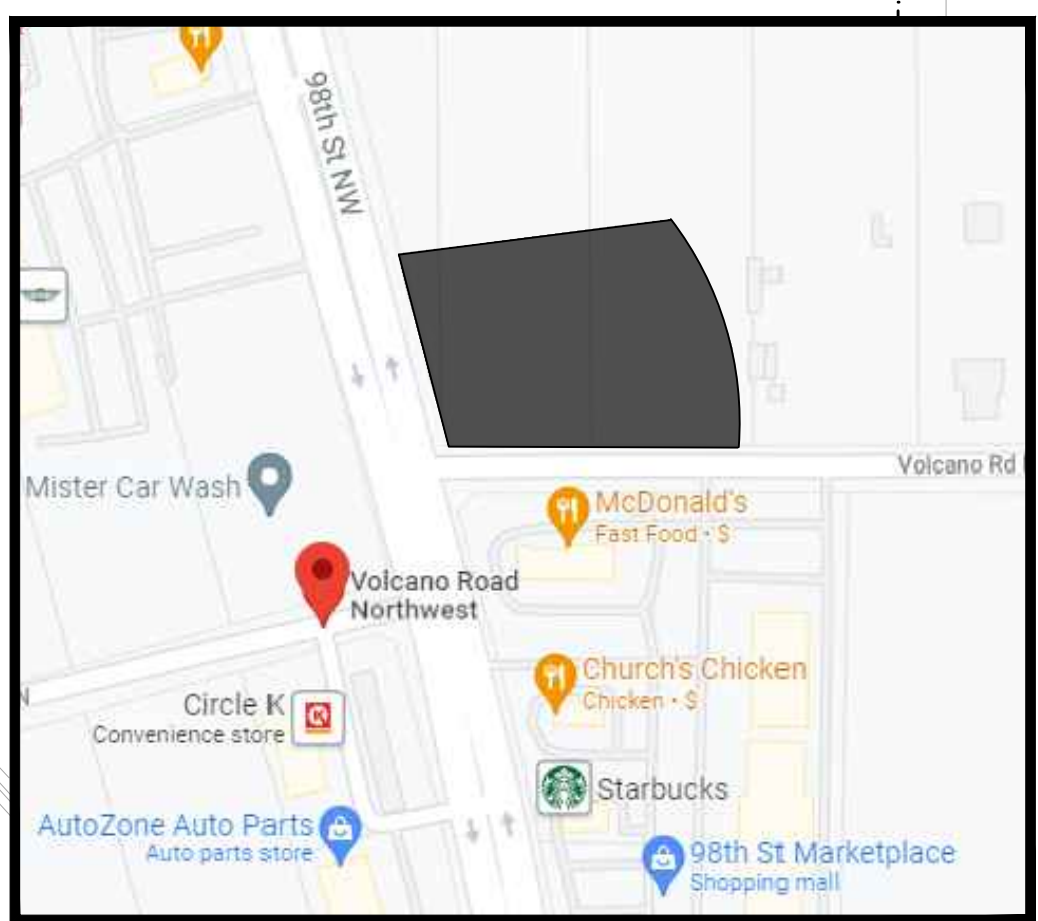 98th St NW
Volcano Rd
Mister Car Wash
McDonald's
Fast Food · $
Volcano Road
Northwest
Church's Chicken
Chicken · $
Circle K
Convenience store
K
Starbucks
AutoZone Auto Parts
Auto parts store
98th St Marketplace
Shopping mall